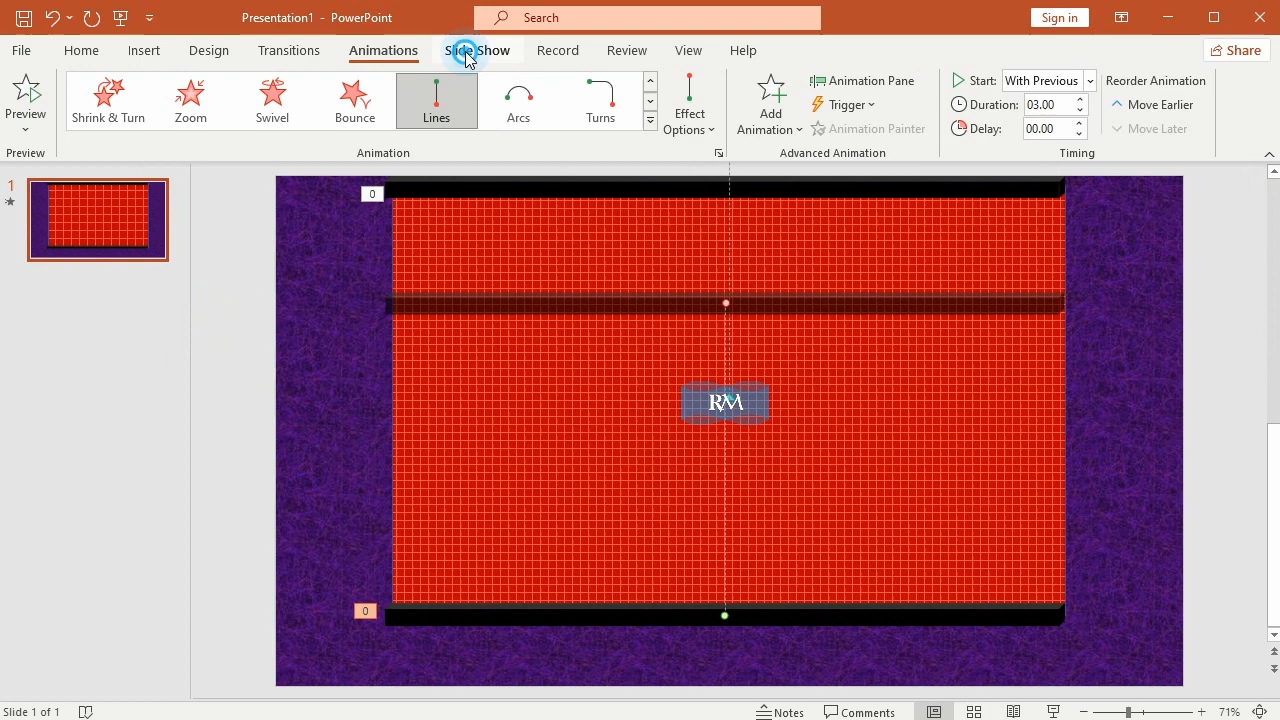 Presentation1 - PowerPoint
Search
Sign in
File Home Insert Design Transitions Animations Slide Show Record Review View Help
Share
Preview
Shrink & Turn Zoom Swivel Bounce Lines Arcs Turns
Effect Options
Add Animation
Animation Pane
Trigger
Animation Painter
Start: With Previous
Duration: 03.00
Delay: 00.00
Reorder Animation
Move Earlier
Move Later
Preview Animation Advanced Animation Timing
1
0
RM
0
Slide 1 of 1
Notes Comments 71%